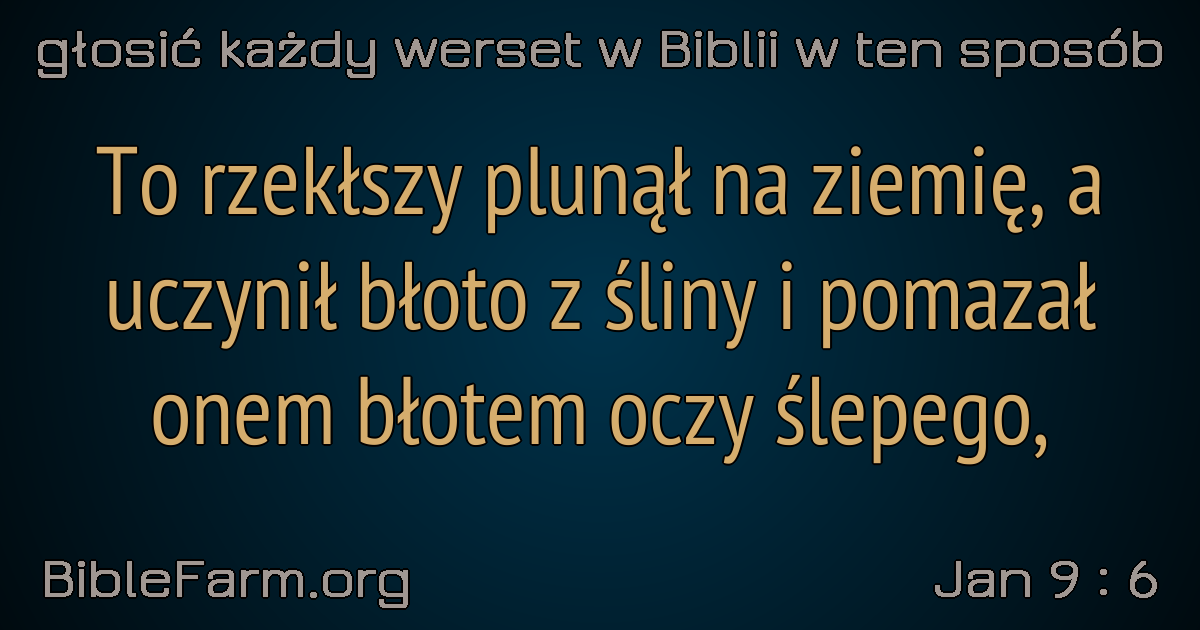 głosić każdy werset w Biblii w ten sposób
To rzekłszy plunął na ziemię, a
uczynił błoto z śliny i pomazał
onem błotem oczy ślepego,
BibleFarm.org
Jan 9 : 6